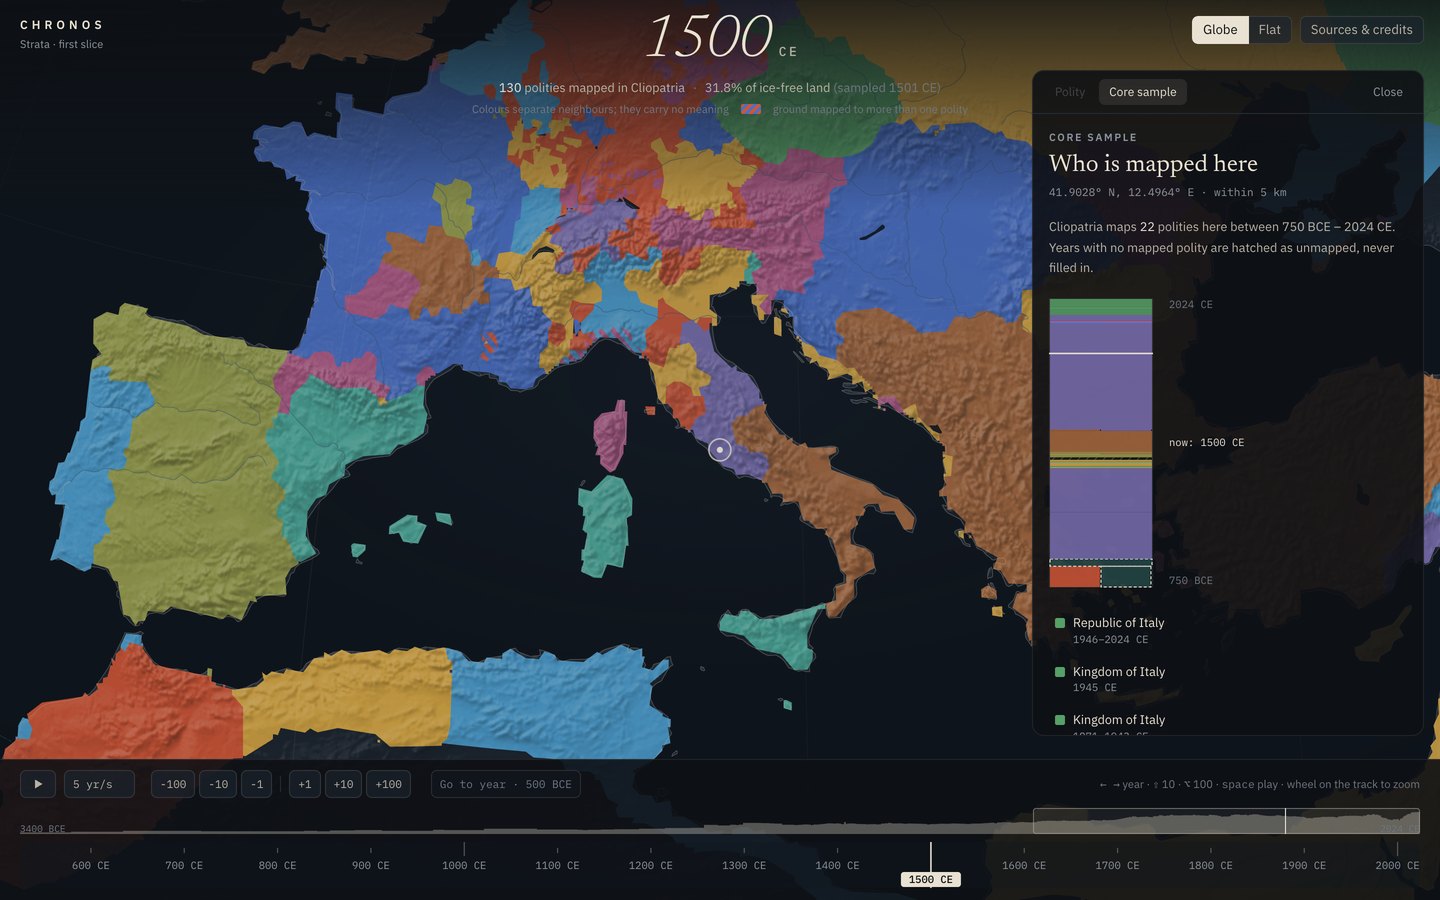 CHRONOS
Strata · first slice
1500 CE
130 polities mapped in Cliopatria · 31.8% of ice-free land (sampled 1501 CE)
Colours separate neighbours; they carry no meaning
ground mapped to more than one polity
Globe
Flat
Sources & credits
Polity
Core sample
Close
CORE SAMPLE
Who is mapped here
41.9028° N, 12.4964° E · within 5 km
Cliopatria maps 22 polities here between 750 BCE – 2024 CE.
Years with no mapped polity are hatched as unmapped, never
filled in.
2024 CE
now: 1500 CE
750 BCE
Republic of Italy
1946–2024 CE
Kingdom of Italy
1945 CE
Kingdom of Italy
5 yr/s
-100
-10
-1
+1
+10
+100
Go to year · 500 BCE
← → year · ⇧ 10 · ⌥ 100 · space play · wheel on the track to zoom
3400 BCE
2024 CE
600 CE
700 CE
800 CE
900 CE
1000 CE
1100 CE
1200 CE
1300 CE
1400 CE
1500 CE
1600 CE
1700 CE
1800 CE
1900 CE
2000 CE